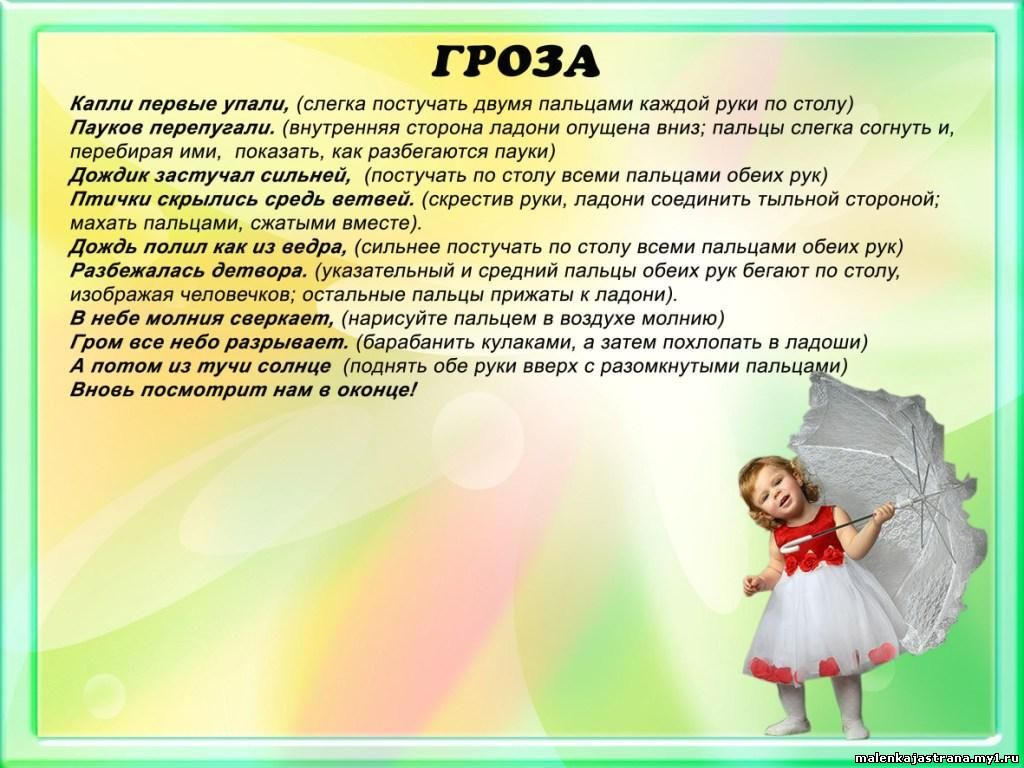 ГРОЗА
Капли первые упали, (слегка постучать двумя пальцами каждой руки по столу)
Пауков перепугали. (внутренняя сторона ладони опущена вниз; пальцы слегка согнуть и,
перебирая ими, показать, как разбегаются пауки)
Дождик застучал сильней, (постучать по столу всеми пальцами обеих рук)
Птички скрылись средь ветвей. (скрестив руки, ладони соединить тыльной стороной;
махать пальцами, сжатыми вместе).
Дождь полил как из ведра, (сильнее постучать по столу всеми пальцами обеих рук)
Разбежалась детвора. (указательный и средний пальцы обеих рук бегают по столу,
изображая человечков; остальные пальцы прижаты к ладони).
В небе молния сверкает, (нарисуйте пальцем в воздухе молнию)
Гром все небо разрывает. (барабанить кулаками, а затем похлопать в ладоши)
А потом из тучи солнце (поднять обе руки вверх с разомкнутыми пальцами)
Вновь посмотрит нам в оконце!
malenkajastrana.my1.ru